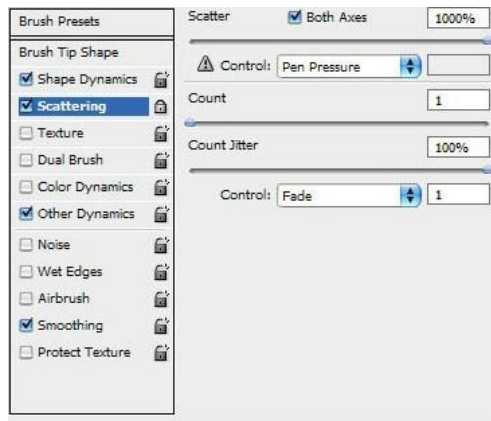 Brush Presets
Brush Tip Shape
Shape Dynamics
Scattering
Texture
Dual Brush
Color Dynamics
Other Dynamics
Noise
Wet Edges
Airbrush
Smoothing
Protect Texture
Scatter Both Axes 1000%
Control: Pen Pressure
Count 1
Count Jitter 100%
Control: Fade 1